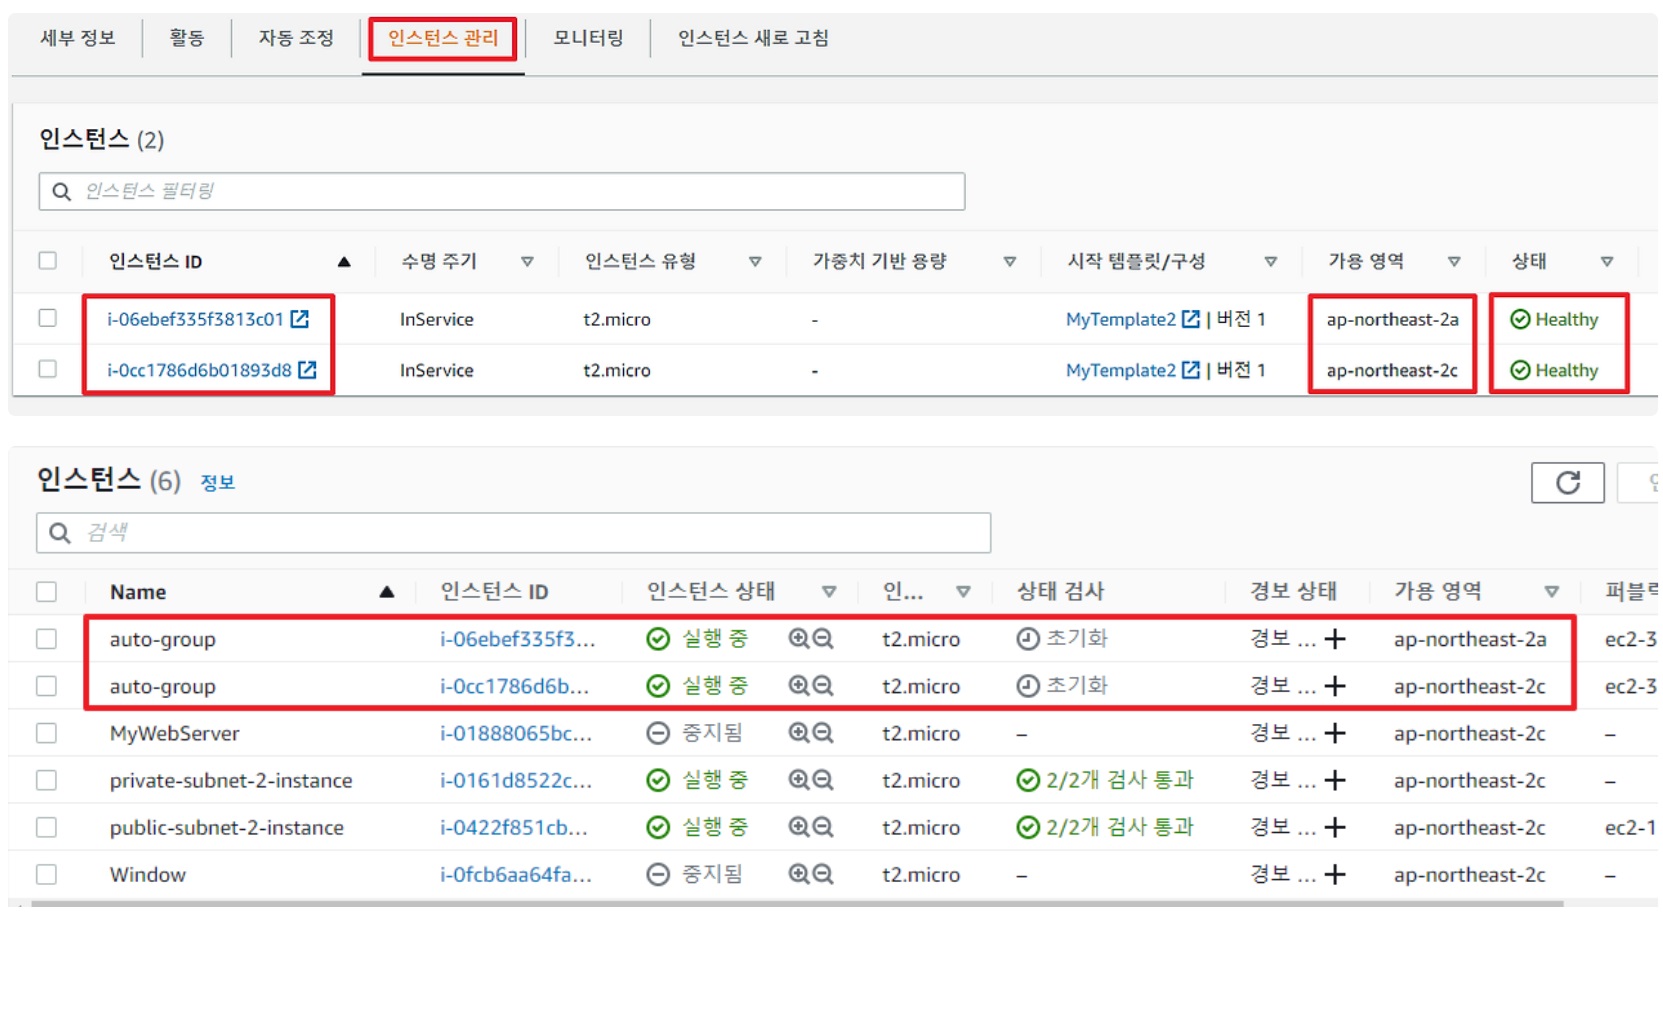 세부 정보 활동 자동 조정 인스턴스 관리 모니터링 인스턴스 새로 고침
인스턴스 (2)
인스턴스 필터링
인스턴스 ID 수명 주기 인스턴스 유형 가중치 기반 용량 시작 템플릿/구성 가용 영역 상태
i-06ebef335f3813c01 InService t2.micro - MyTemplate2 | 버전 1 ap-northeast-2a Healthy
i-0cc1786d6b01893d8 InService t2.micro - MyTemplate2 | 버전 1 ap-northeast-2c Healthy
인스턴스 (6) 정보
검색
Name 인스턴스 ID 인스턴스 상태 인... 상태 검사 경보 상태 가용 영역
auto-group i-06ebef335f3... 실행 중 t2.micro 초기화 경보 ... + ap-northeast-2a ec2-3
auto-group i-0cc1786d6b... 실행 중 t2.micro 초기화 경보 ... + ap-northeast-2c ec2-3
MyWebServer i-01888065bc... 중지됨 t2.micro – 경보 ... + ap-northeast-2c –
private-subnet-2-instance i-0161d8522c... 실행 중 t2.micro 2/2개 검사 통과 경보 ... + ap-northeast-2c –
public-subnet-2-instance i-0422f851cb... 실행 중 t2.micro 2/2개 검사 통과 경보 ... + ap-northeast-2c ec2-1
Window i-0fcb6aa64fa... 중지됨 t2.micro – 경보 ... + ap-northeast-2c –